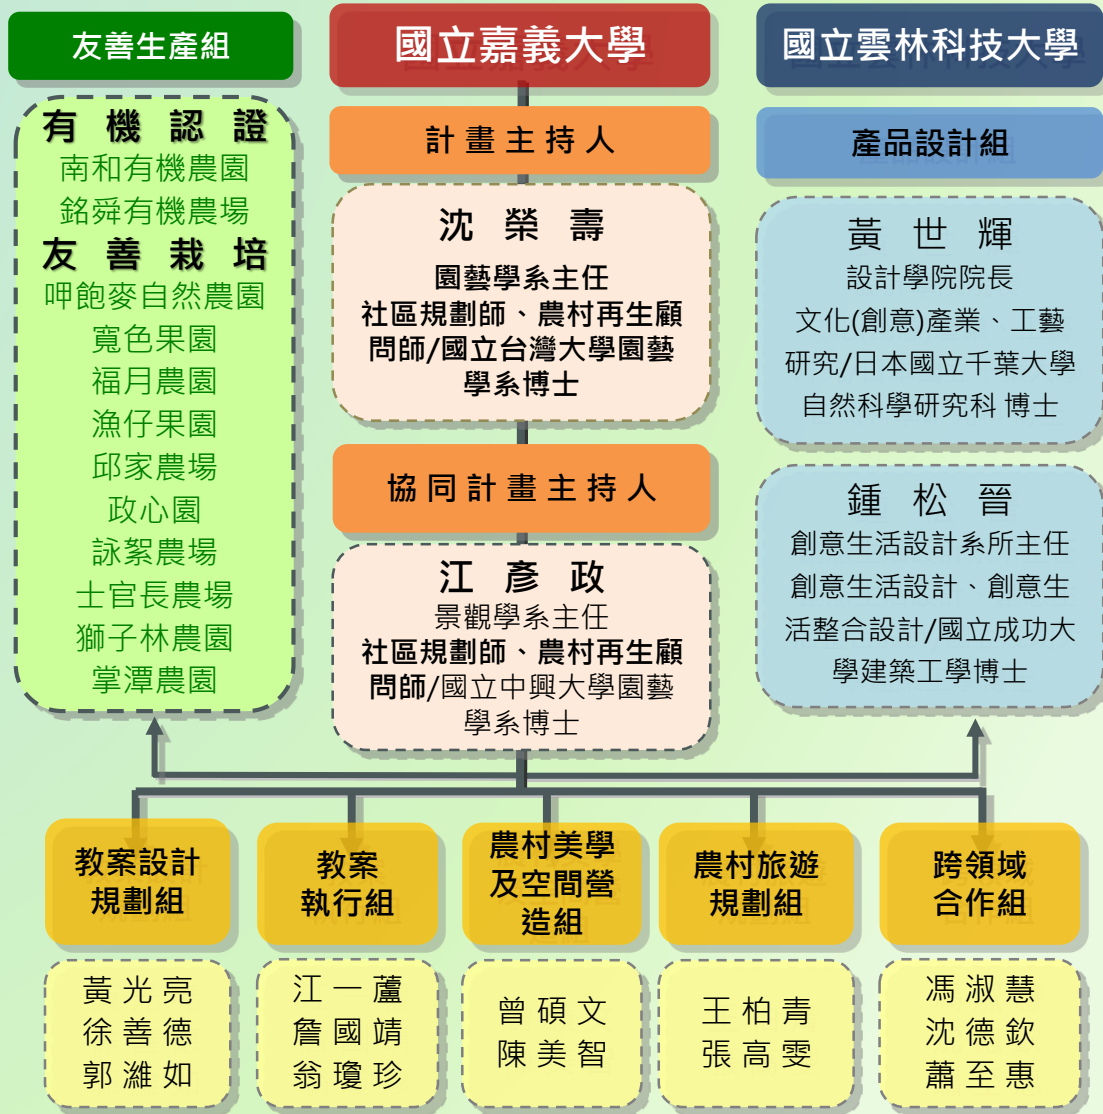 友善生產組
有機認證
南和有機農園
銘舜有機農場
友善栽培
呷飽麥自然農園
寬色果園
福月農園
漁仔果園
邱家農場
政心園
詠絮農場
士官長農場
獅子林農園
掌潭農園
國立嘉義大學
計畫主持人
沈榮壽
園藝學系主任
社區規劃師、農村再生顧
問師/國立台灣大學園藝
學系博士
協同計畫主持人
江彥政
景觀學系主任
社區規劃師、農村再生顧
問師/國立中興大學園藝
學系博士
國立雲林科技大學
產品設計組
黃世輝
設計學院院長
文化(創意)產業、工藝
研究/日本國立千葉大學
自然科學研究科 博士
鍾松晉
創意生活設計系所主任
創意生活設計、創意生
活整合設計/國立成功大
學建築工學博士
教案設計
規劃組
黃光亮
徐善德
郭濰如
教案
執行組
江一蘆
詹國靖
翁瓊珍
農村美學
及空間營
造組
曾碩文
陳美智
農村旅遊
規劃組
王柏青
張高雯
跨領域
合作組
馮淑慧
沈德欽
蕭至惠